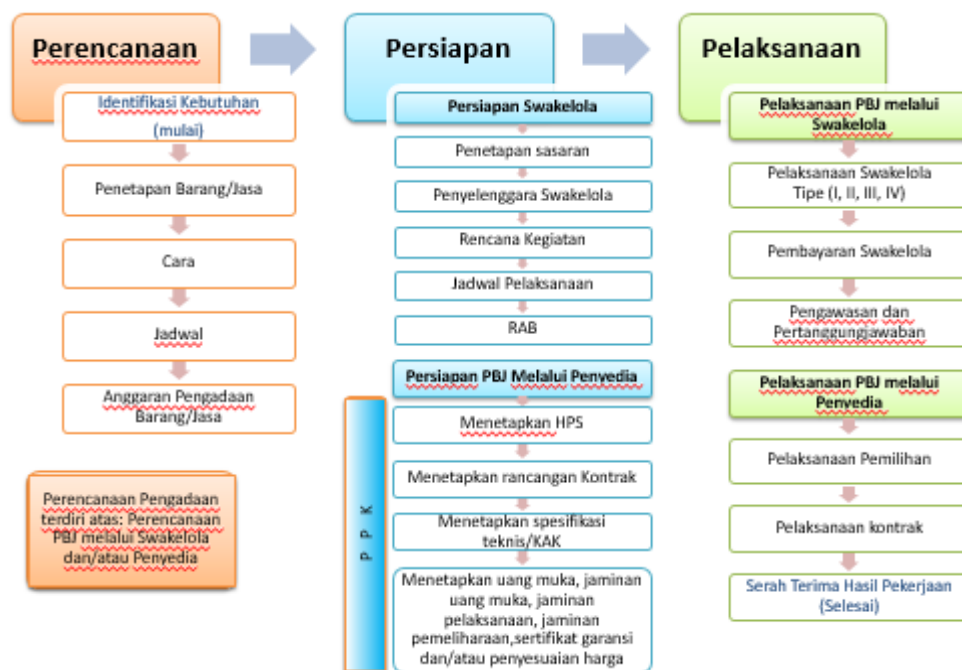 Perencanaan
Identifikasi Kebutuhan
(mulai)
Penetapan Barang/Jasa
Cara
Jadwal
Anggaran Pengadaan
Barang/Jasa
Perencanaan Pengadaan
terdiri atas: Perencanaan
PBJ melalui Swakelola
dan/atau Penyedia
Persiapan
Persiapan Swakelola
Penetapan sasaran
Penyelenggara Swakelola
Rencana Kegiatan
Jadwal Pelaksanaan
RAB
Persiapan PBJ Melalui Penyedia
PPK
Menetapkan HPS
Menetapkan rancangan Kontrak
Menetapkan spesifikasi
teknis/KAK
Menetapkan uang muka, jaminan
uang muka, jaminan
pelaksanaan, jaminan
pemeliharaan,sertifikat garansi
dan/atau penyesuaian harga
Pelaksanaan
Pelaksanaan PBJ melalui
Swakelola
Pelaksanaan Swakelola
Tipe (I, II, III, IV)
Pembayaran Swakelola
Pengawasan dan
Pertanggungjawaban
Pelaksanaan PBJ melalui
Penyedia
Pelaksanaan Pemilihan
Pelaksanaan kontrak
Serah Terima Hasil Pekerjaan
(Selesai)